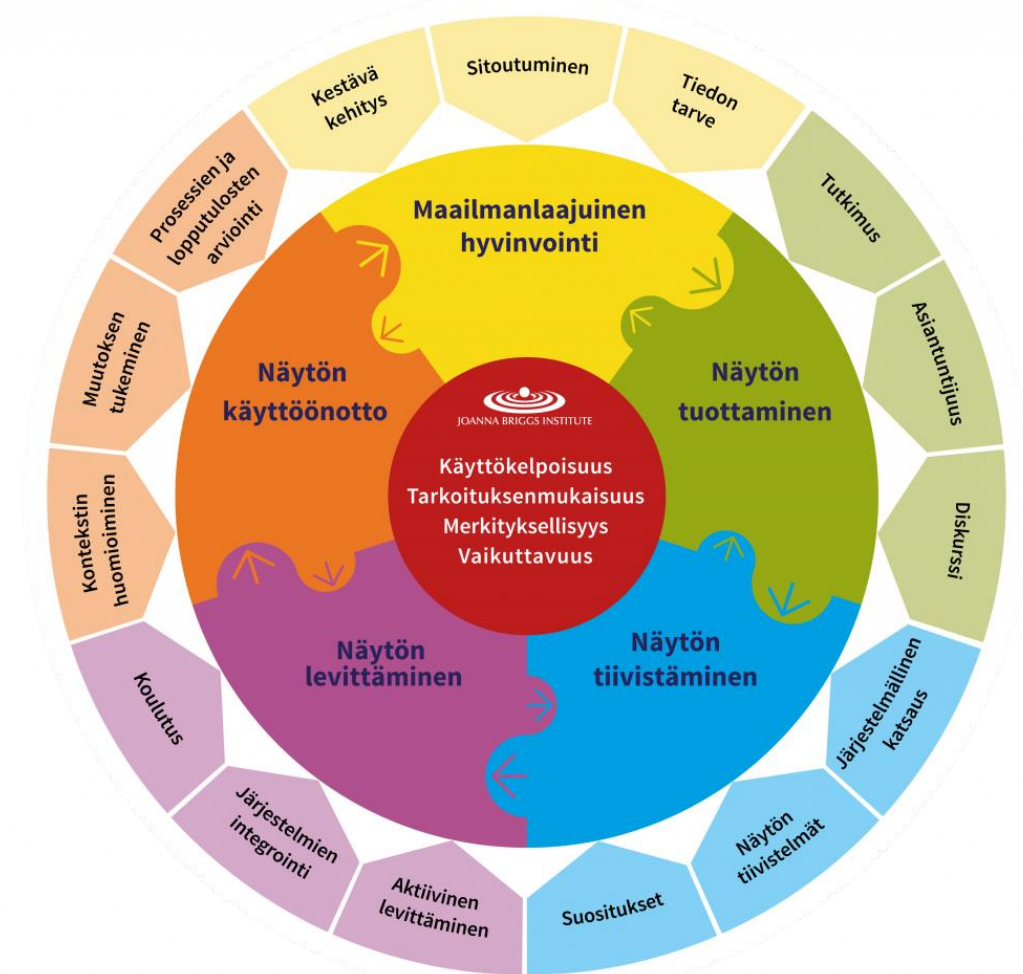 Sitoutuminen
Tiedon
tarve
Tutkimus
Asiantuntijuus
Diskurssi
Järjestelmällinen
katsaus
Näytön
tiivistelmät
Suositukset
Aktiivinen
levittäminen
Järjestelmien
integrointi
Koulutus
Kontekstin
huomioiminen
Muutoksen
tukeminen
Prosessien ja
lopputulosten
arviointi
Kestävä
kehitys
Maailmanlaajuinen
hyvinvointi
Näytön
tuottaminen
Näytön
tiivistäminen
Näytön
levittäminen
Näytön
käyttöönotto
JOANNA BRIGGS INSTITUTE
Käyttökelpoisuus
Tarkoituksenmukaisuus
Merkityksellisyys
Vaikuttavuus